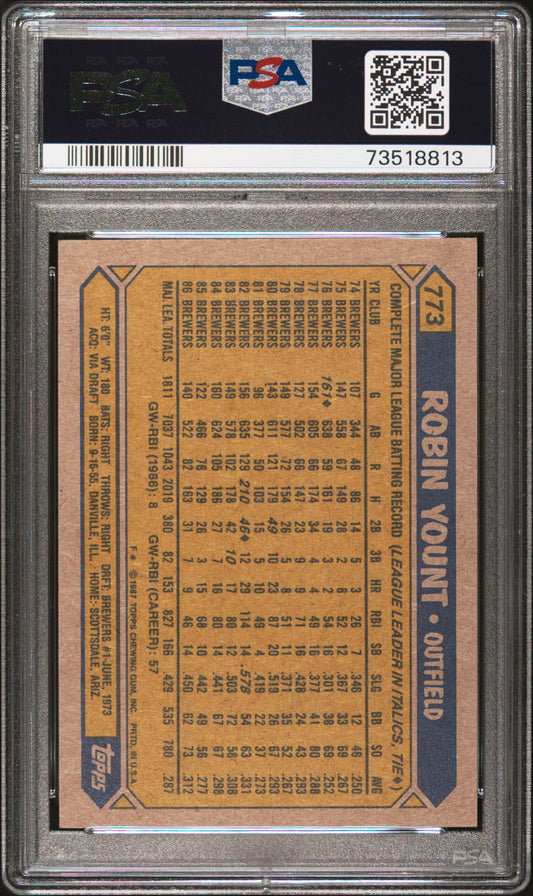 PSA PSA PSA
PSA
PSA PSA PSA
PSA
73518813
773 ROBIN YOUNT • OUTFIELD
COMPLETE MAJOR LEAGUE BATTING RECORD (LEAGUE LEADER IN ITALICS, TIE♦)
YR CLUB G AB R H 2B 3B HR RBI SB SLG BB SO AVG
74 BREWERS 107 344 48 86 14 5 3 26 7 .346 12 46 .250
75 BREWERS 147 558 67 149 28 2 8 52 12 .367 33 69 .267
76 BREWERS 161♦ 638 59 161 19 3 2 54 16 .301 38 69 .252
77 BREWERS 154 605 66 174 34 4 4 49 16 .377 41 80 .288
78 BREWERS 127 502 66 147 23 9 9 71 16 .428 24 43 .293
79 BREWERS 149 577 72 154 26 5 8 51 11 .371 35 52 .267
80 BREWERS 143 611 121 179 49 10 23 87 20 .519 26 67 .293
81 BREWERS 96 377 50 103 15 5 10 49 4 .419 22 37 .273
82 BREWERS 156 635 129 210 46♦ 12 29 114 14 .578 54 63 .331
83 BREWERS 149 578 102 178 42 10 17 80 12 .503 72 58 .308
84 BREWERS 160 624 105 186 27 7 16 80 14 .441 67 67 .298
85 BREWERS 122 466 76 129 26 3 15 68 10 .442 49 56 .277
86 BREWERS 140 522 82 163 31 7 9 46 14 .450 62 73 .312
MAJ. LEA. TOTALS 1811 7037 1043 2019 380 82 153 827 166 .429 535 780 .287
GW-RBI (1986): 8 GW-RBI (CAREER): 57
F* © 1987 TOPPS CHEWING GUM, INC. PRTD. IN U.S.A.
HT: 6'0" WT: 180 BATS: RIGHT THROWS: RIGHT DRFT: BREWERS #1-JUNE, 1973
ACQ: VIA DRAFT BORN: 9-16-55, DANVILLE, ILL. • HOME: SCOTTSDALE, ARIZ.
topps
PSA